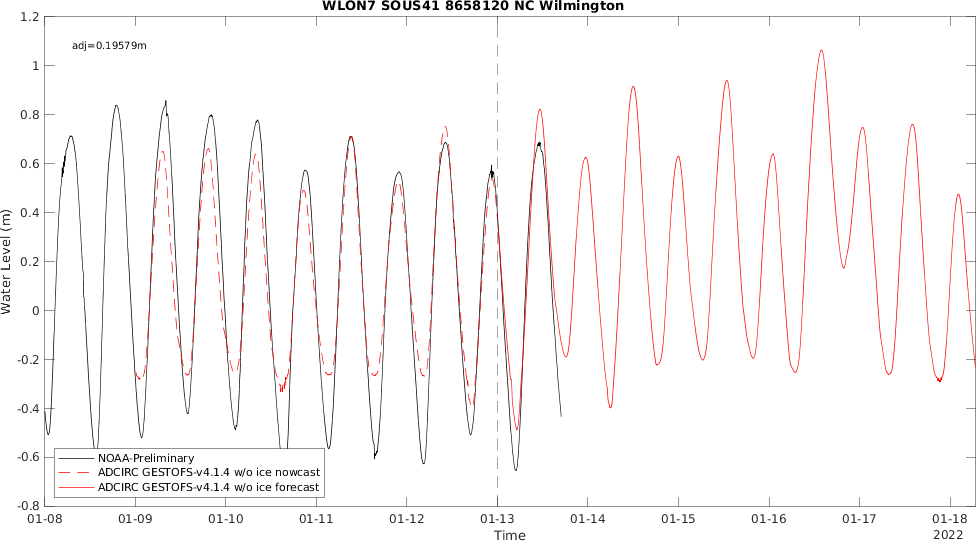 WLON7 SOUS41 8658120 NC Wilmington
1.2
adj=0.19579m
1
0.8
0.6
0.4
0.2
0
-0.2
-0.4
-0.6
-0.8
Water Level (m)
NOAA-Preliminary
ADCIRC GESTOFS-v4.1.4 w/o ice nowcast
ADCIRC GESTOFS-v4.1.4 w/o ice forecast
01-08 01-09 01-10 01-11 01-12 01-13 01-14 01-15 01-16 01-17 01-18
Time
2022